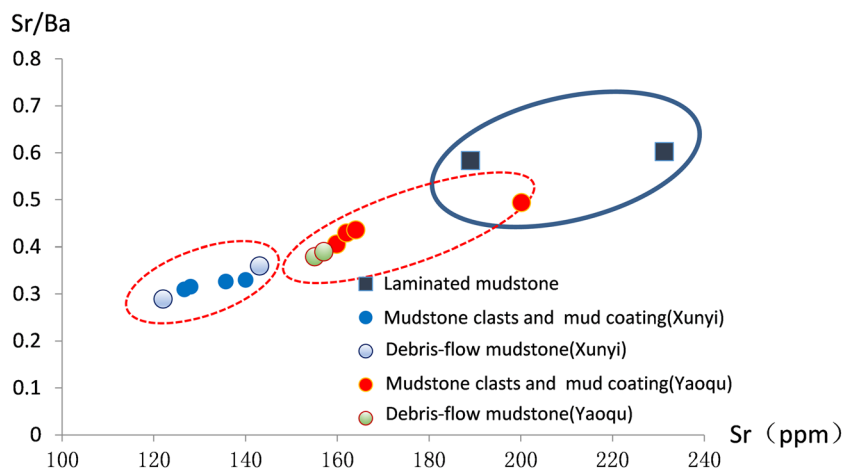 Sr/Ba
0.8
0.7
0.6
0.5
0.4
0.3
0.2
0.1
0
Laminated mudstone
Mudstone clasts and mud coating(Xunyi)
Debris-flow mudstone(Xunyi)
Mudstone clasts and mud coating(Yaoqu)
Debris-flow mudstone(Yaoqu)
100 120 140 160 180 200 220 240
Sr（ppm）